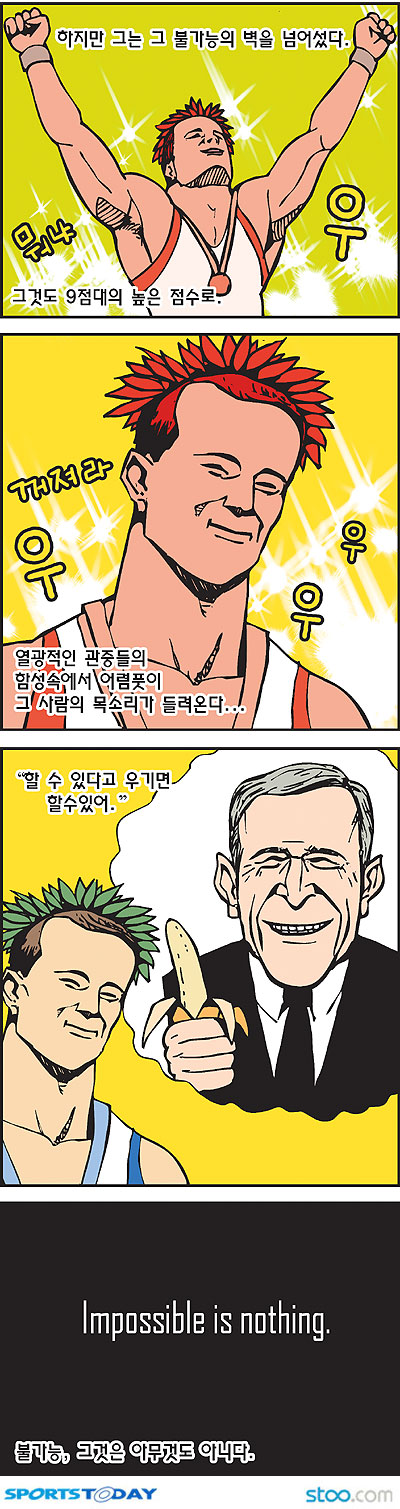 하지만 그는 그 불가능의 벽을 넘어섰다.
뭐냐
우
그것도 9점대의 높은 점수로.
꺼저라
우
우
우
열광적인 관중들의
함성속에서 어렴풋이
그 사람의 목소리가 들려온다...
“할 수 있다고 우기면
할수있어.”
Impossible is nothing.
불가능, 그것은 아무것도 아니다.
SPORTSTODAY
stoo.com